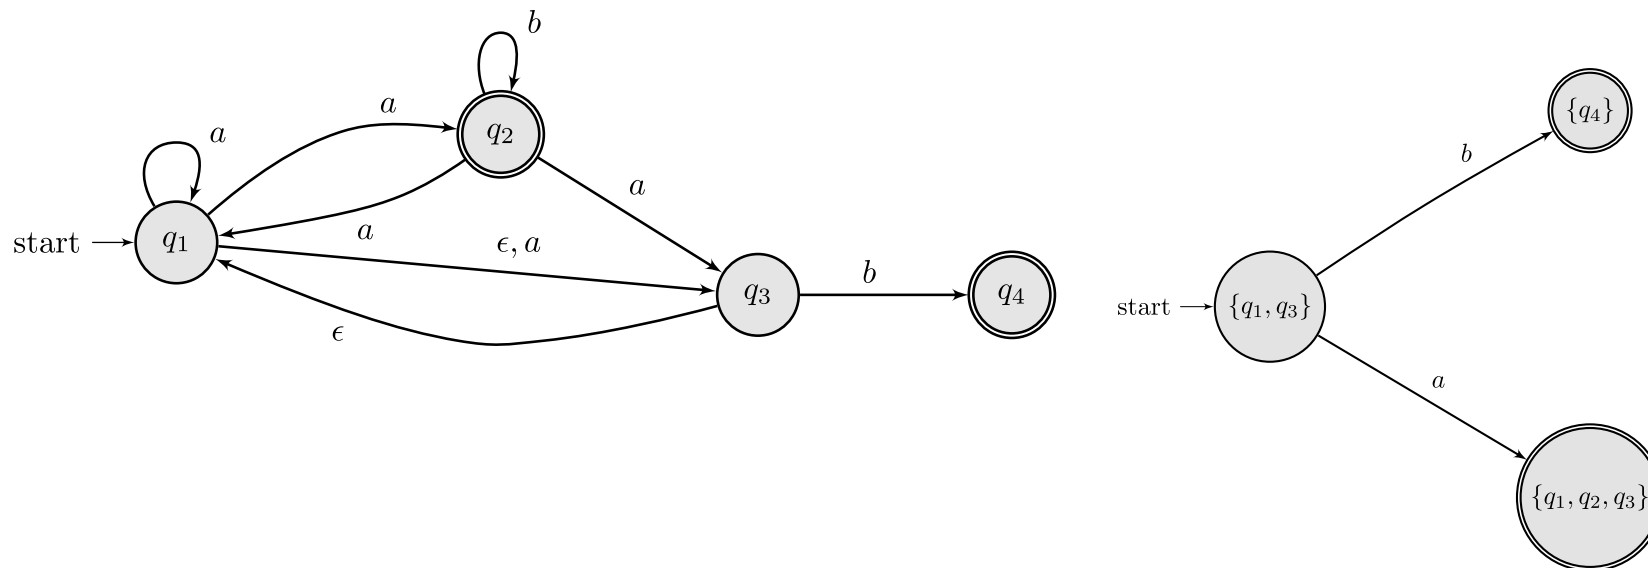 b
a
q₂
a
a
a
start
q₁
ϵ, a
b
q₃
q₄
ϵ
{q₄}
b
start
{q₁, q₃}
a
{q₁, q₂, q₃}